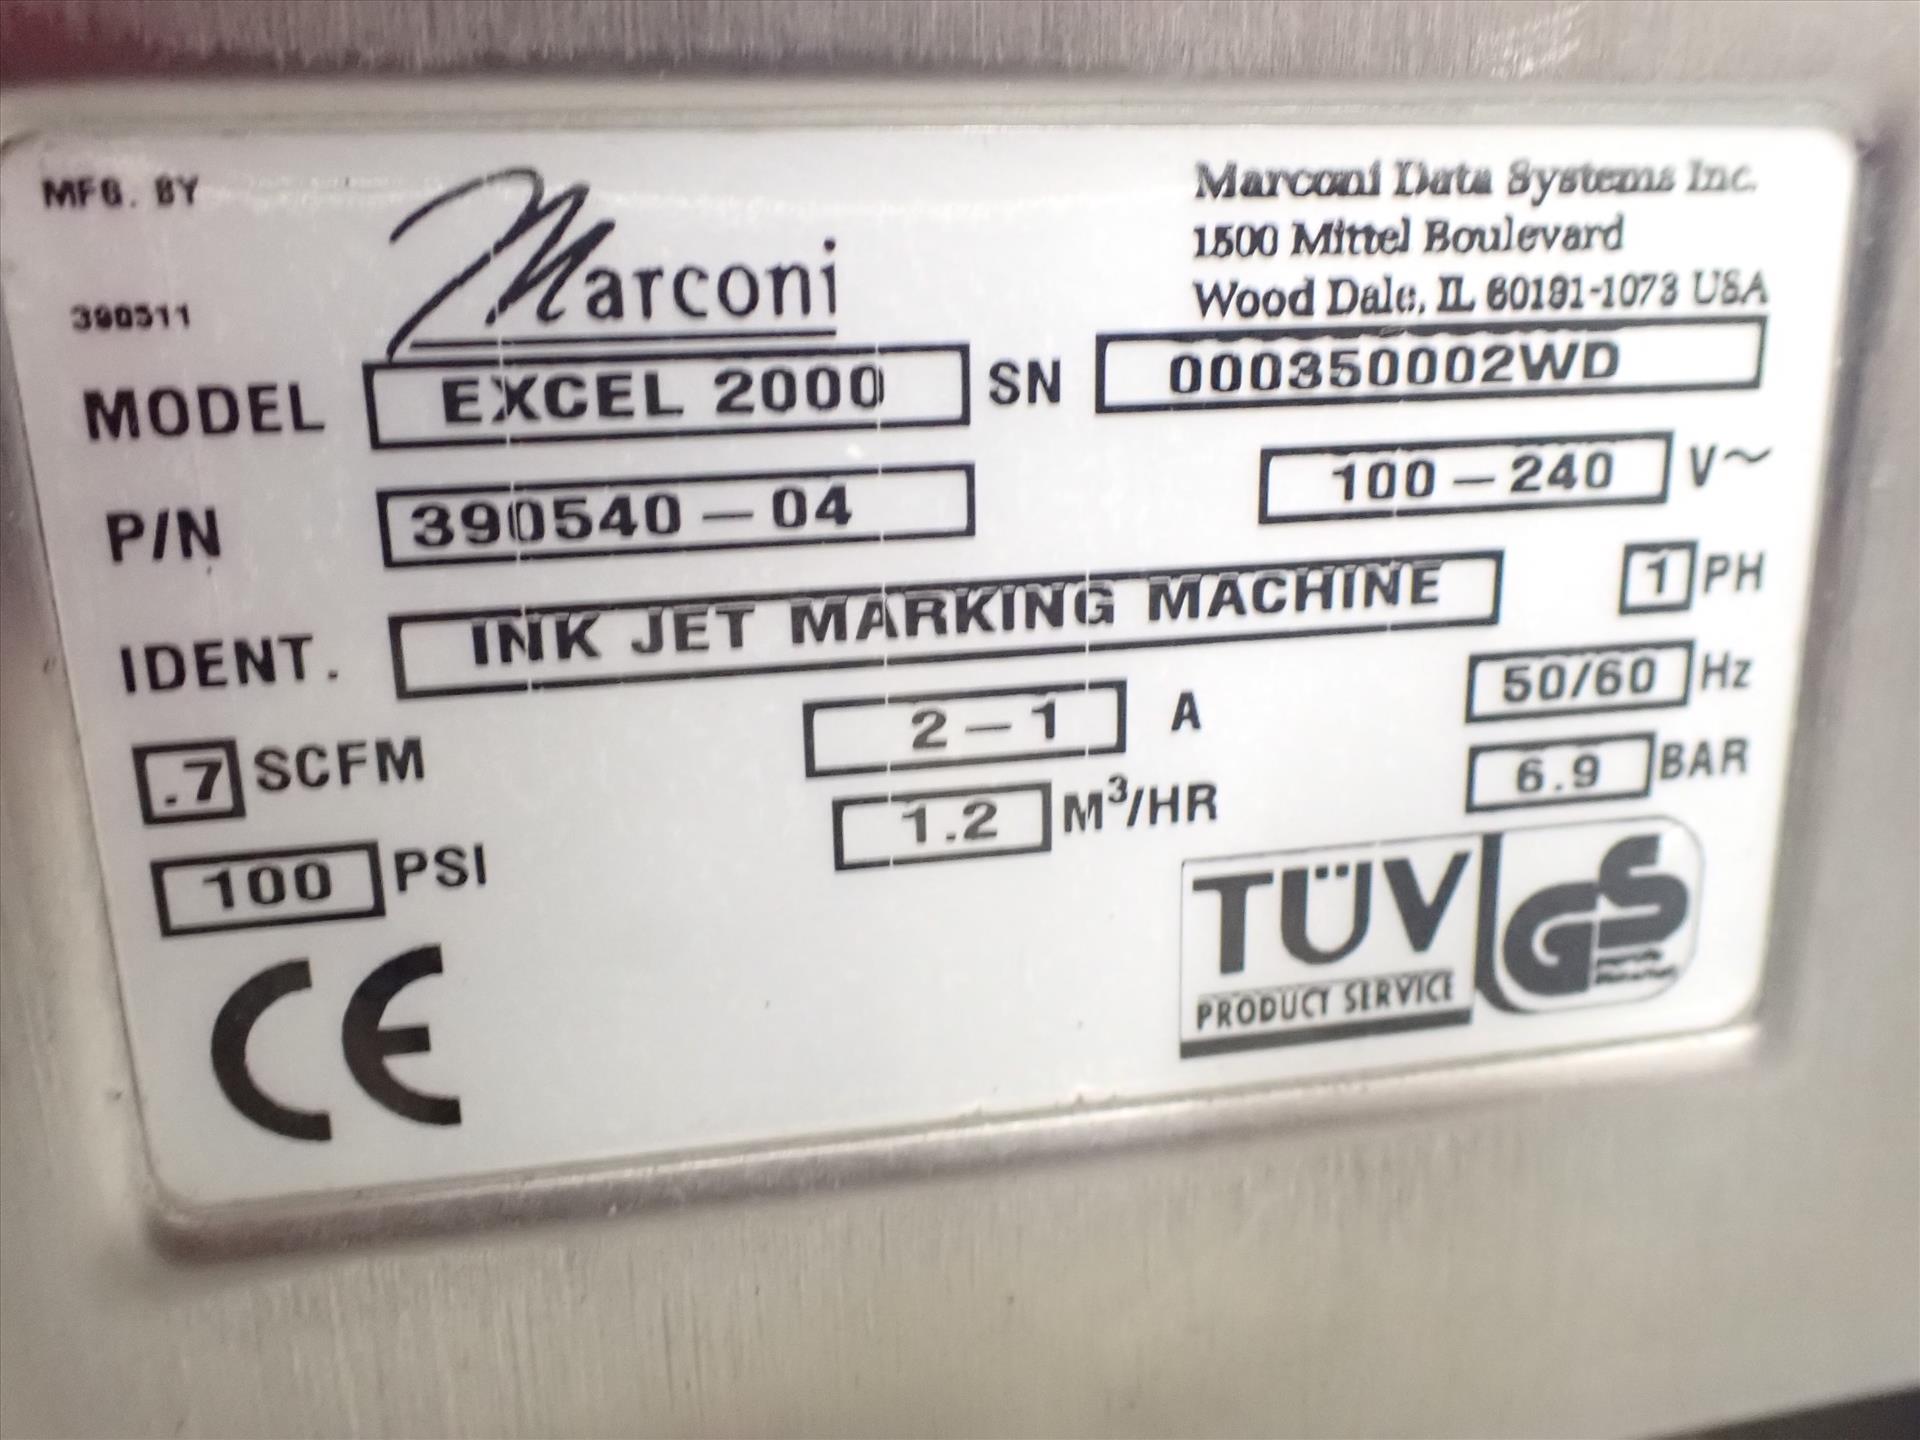 MFG. BY
Marconi
Marconi Data Systems Inc.
1500 Mittel Boulevard
Wood Dale, IL 60191-1073 USA
390511
MODEL EXCEL 2000 SN 000350002WD
P/N 390540-04 100-240 V~
IDENT. INK JET MARKING MACHINE 1 PH
.7 SCFM 2-1 A 50/60 Hz
100 PSI 1.2 M³/HR 6.9 BAR
CE
TÜV GS
PRODUCT SERVICE